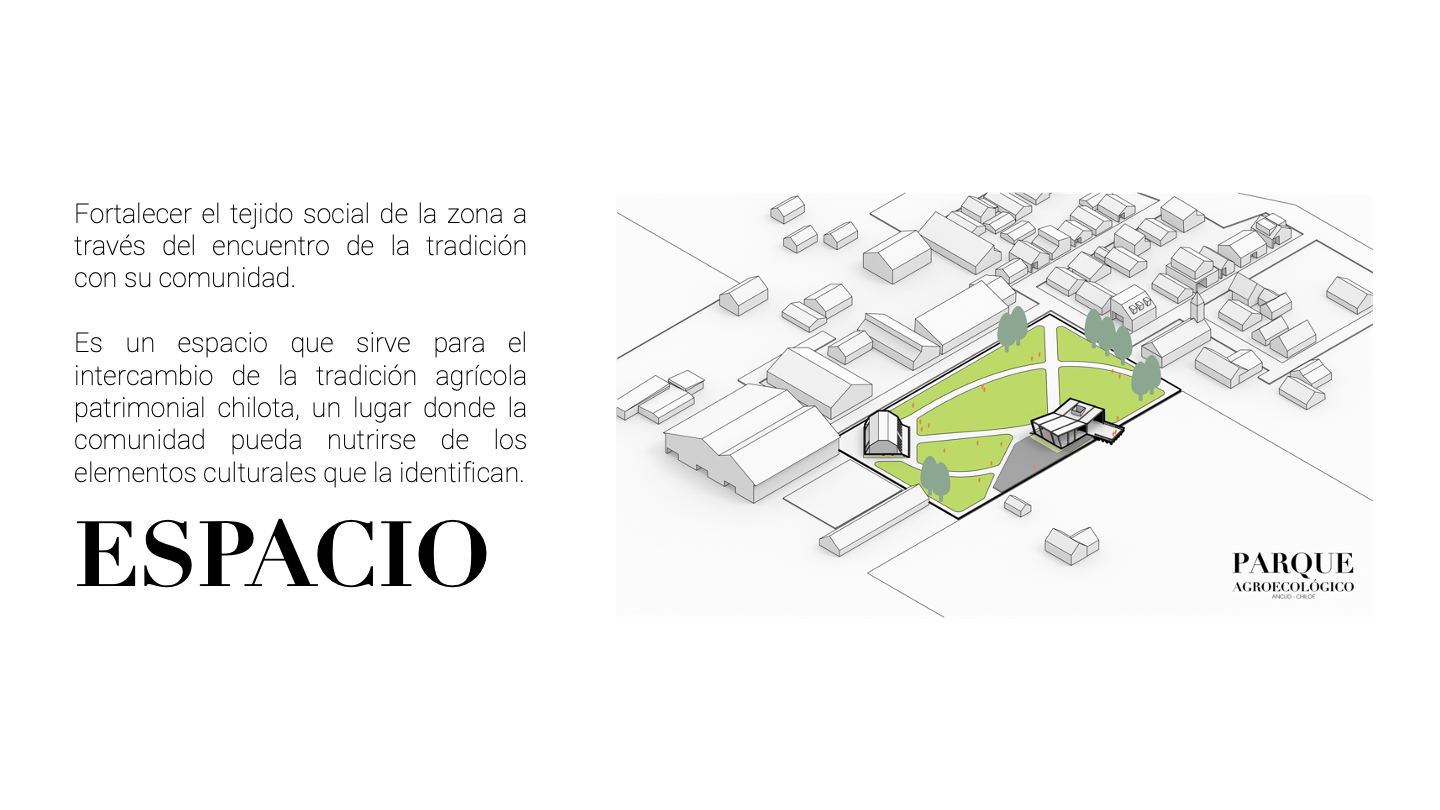 Fortalecer el tejido social de la zona a
través del encuentro de la tradición
con su comunidad.
Es un espacio que sirve para el
intercambio de la tradición agrícola
patrimonial chilota, un lugar donde la
comunidad pueda nutrirse de los
elementos culturales que la identifican.
ESPACIO
PARQUE
AGROECOLÓGICO
ANCUD - CHILOÉ